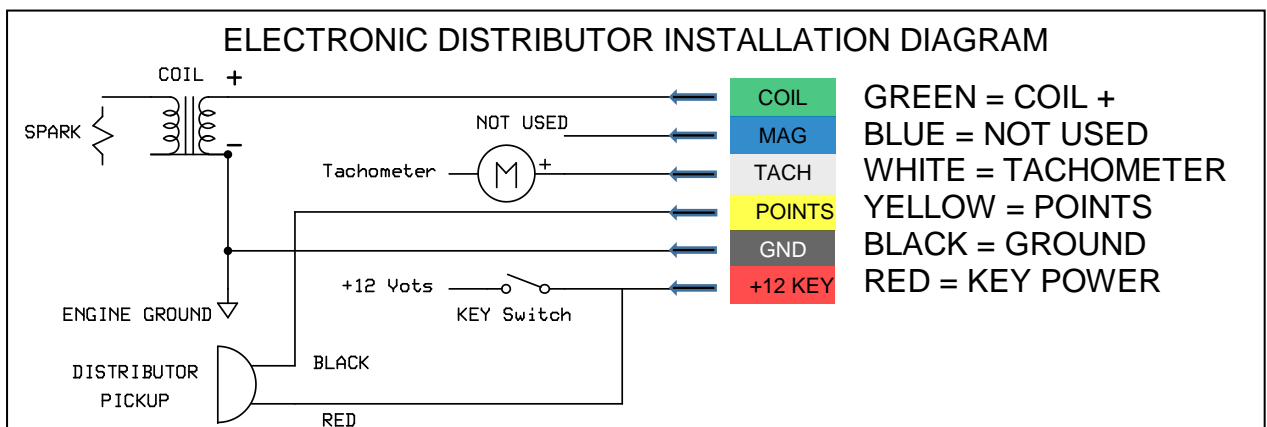 ELECTRONIC DISTRIBUTOR INSTALLATION DIAGRAM
COIL +
SPARK
-
COIL GREEN = COIL +
NOT USED MAG BLUE = NOT USED
Tachometer M + TACH WHITE = TACHOMETER
POINTS YELLOW = POINTS
GND BLACK = GROUND
+12 Vots +12 KEY RED = KEY POWER
KEY Switch
ENGINE GROUND
BLACK
DISTRIBUTOR
PICKUP
RED